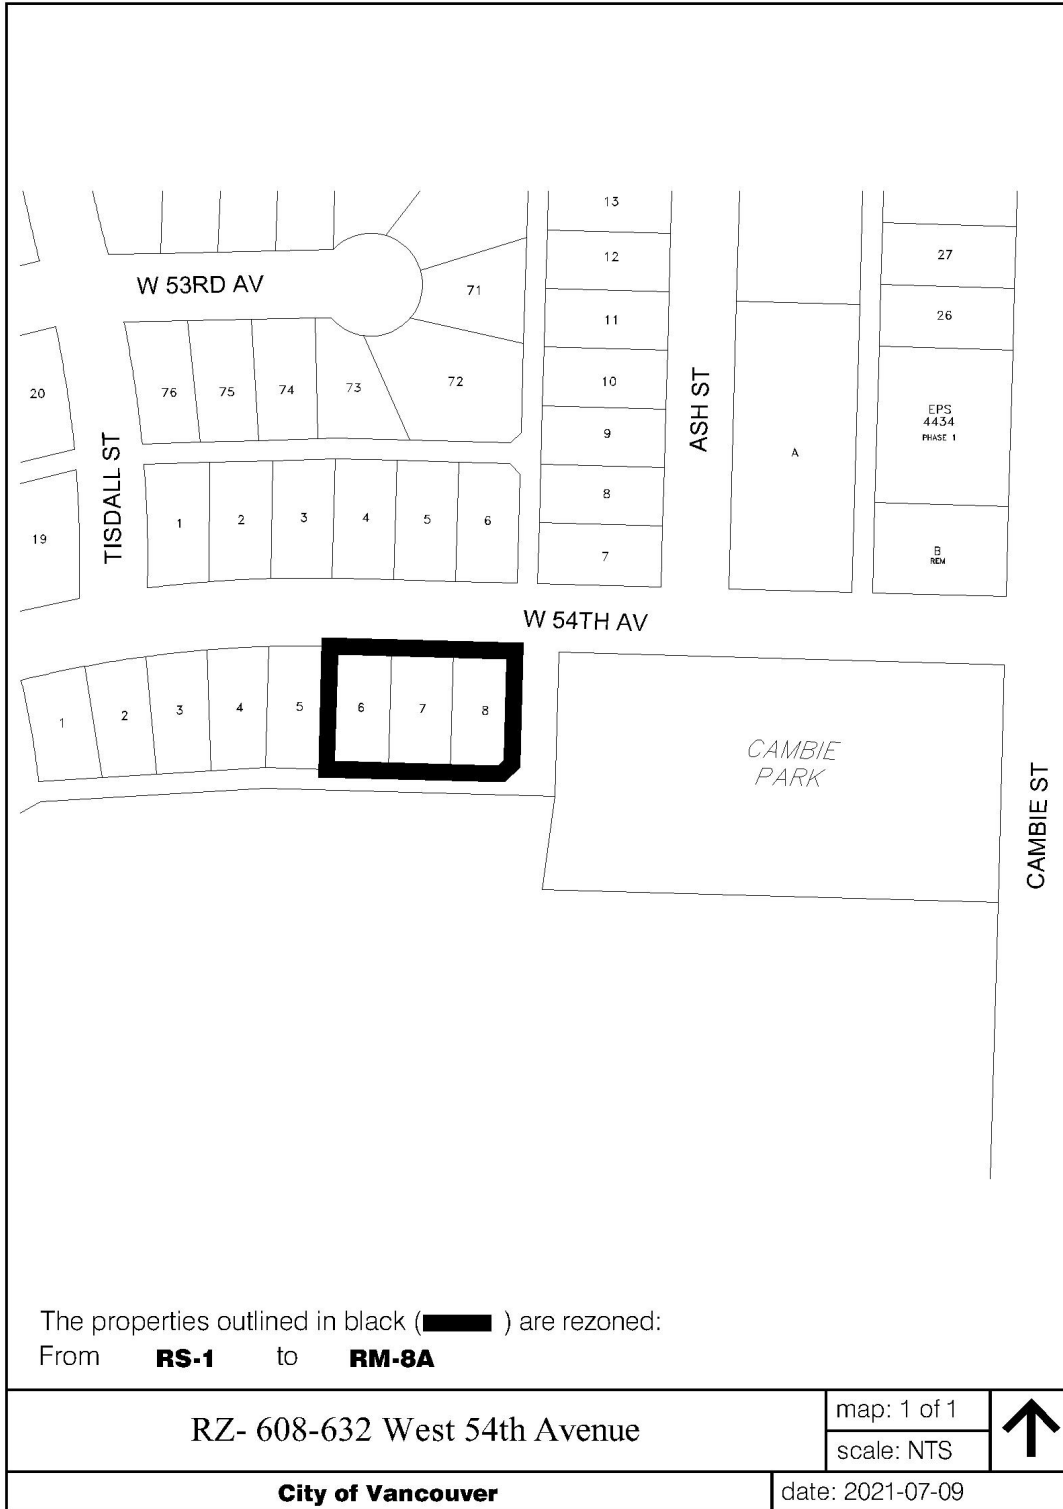 13
12
27
W 53RD AV
71
26
11
20
76
75
74
73
72
10
ASH ST
EPS
4434
PHASE 1
9
A
TISDALL ST
8
19
1
2
3
4
5
6
7
B
REM
W 54TH AV
1
2
3
4
5
6
7
8
CAMBIE
PARK
CAMBIE ST
The properties outlined in black ( ) are rezoned:
From RS-1 to RM-8A
RZ- 608-632 West 54th Avenue
map: 1 of 1
scale: NTS
City of Vancouver
date: 2021-07-09